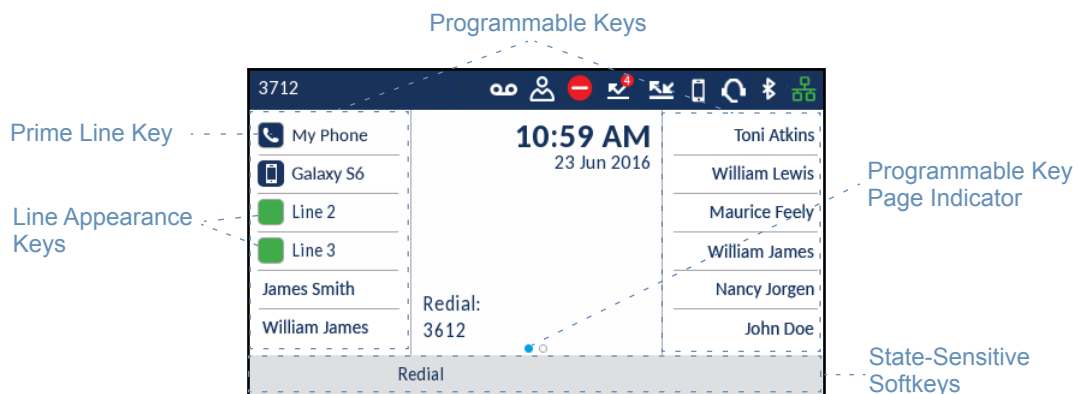 Programmable Keys
3712
4
Prime Line Key
My Phone
10:59 AM
Toni Atkins
Galaxy S6
23 Jun 2016
William Lewis
Programmable Key
Page Indicator
Line Appearance
Keys
Line 2
Maurice Feely
Line 3
William James
James Smith
Redial:
Nancy Jorgen
William James
3612
John Doe
Redial
State-Sensitive
Softkeys